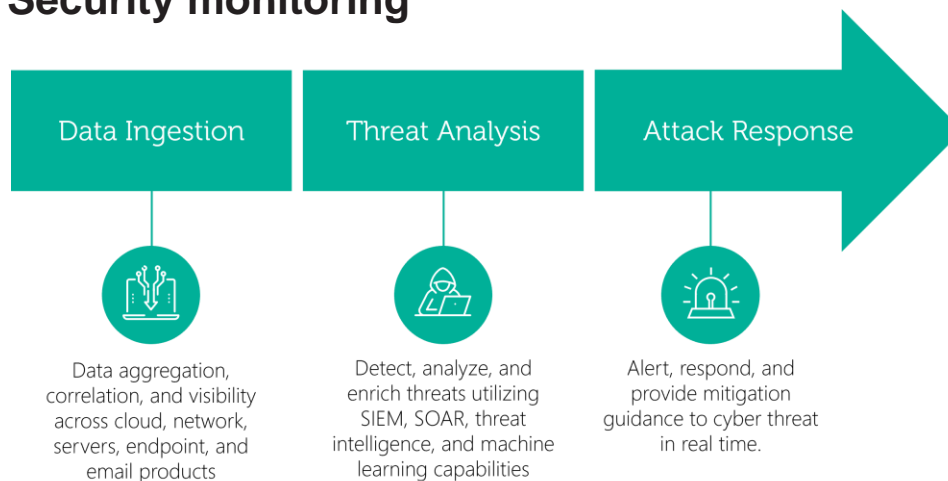 Security monitoring
Data Ingestion
Threat Analysis
Attack Response
Data aggregation,
correlation, and visibility
across cloud, network,
servers, endpoint, and
email products
Detect, analyze, and
enrich threats utilizing
SIEM, SOAR, threat
intelligence, and machine
learning capabilities
Alert, respond, and
provide mitigation
guidance to cyber threat
in real time.